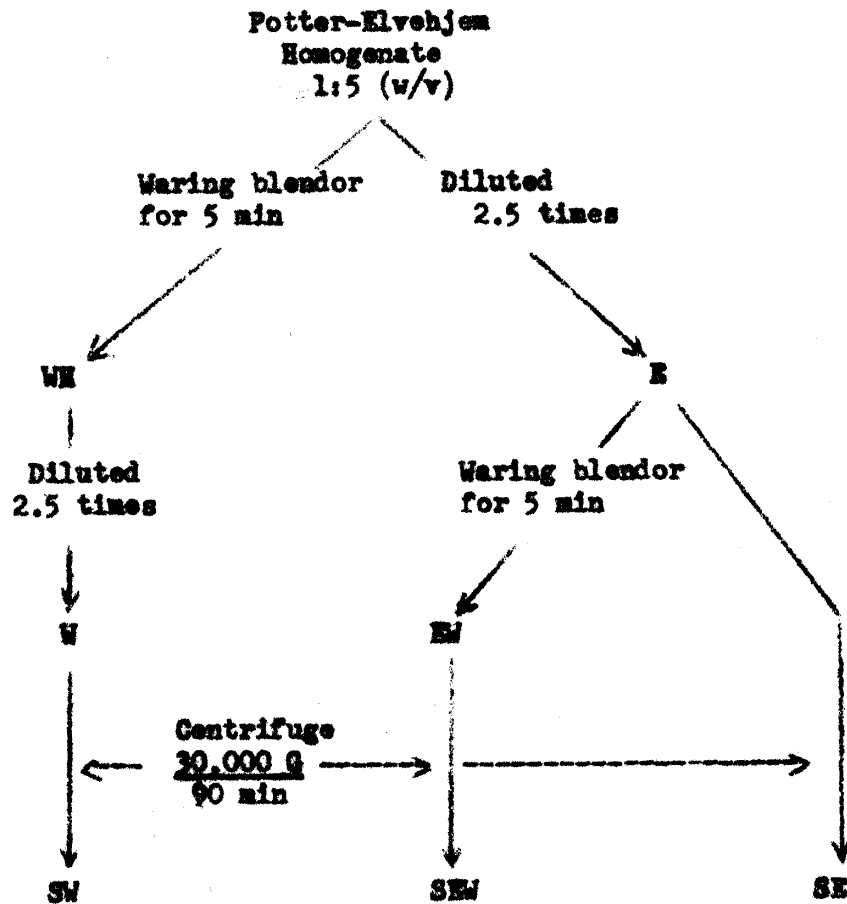 Potter-Elvehjem
Homogenate
1:5 (w/v)
Waring blendor
for 5 min
Diluted
2.5 times
WH
E
Diluted
2.5 times
Waring blendor
for 5 min
W
EW
Centrifuge
30,000 G
90 min
SW
SEW
SE